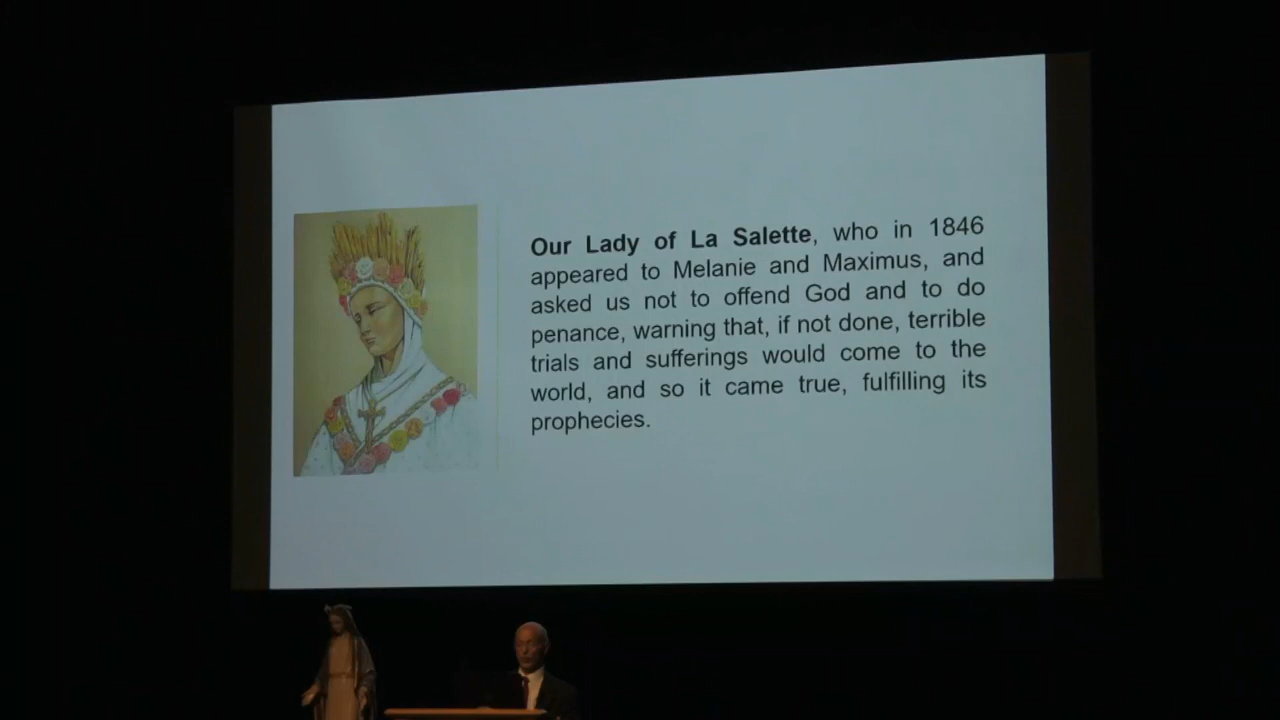 Our Lady of La Salette, who in 1846
appeared to Melanie and Maximus, and
asked us not to offend God and to do
penance, warning that, if not done, terrible
trials and sufferings would come to the
world, and so it came true, fulfilling its
prophecies.